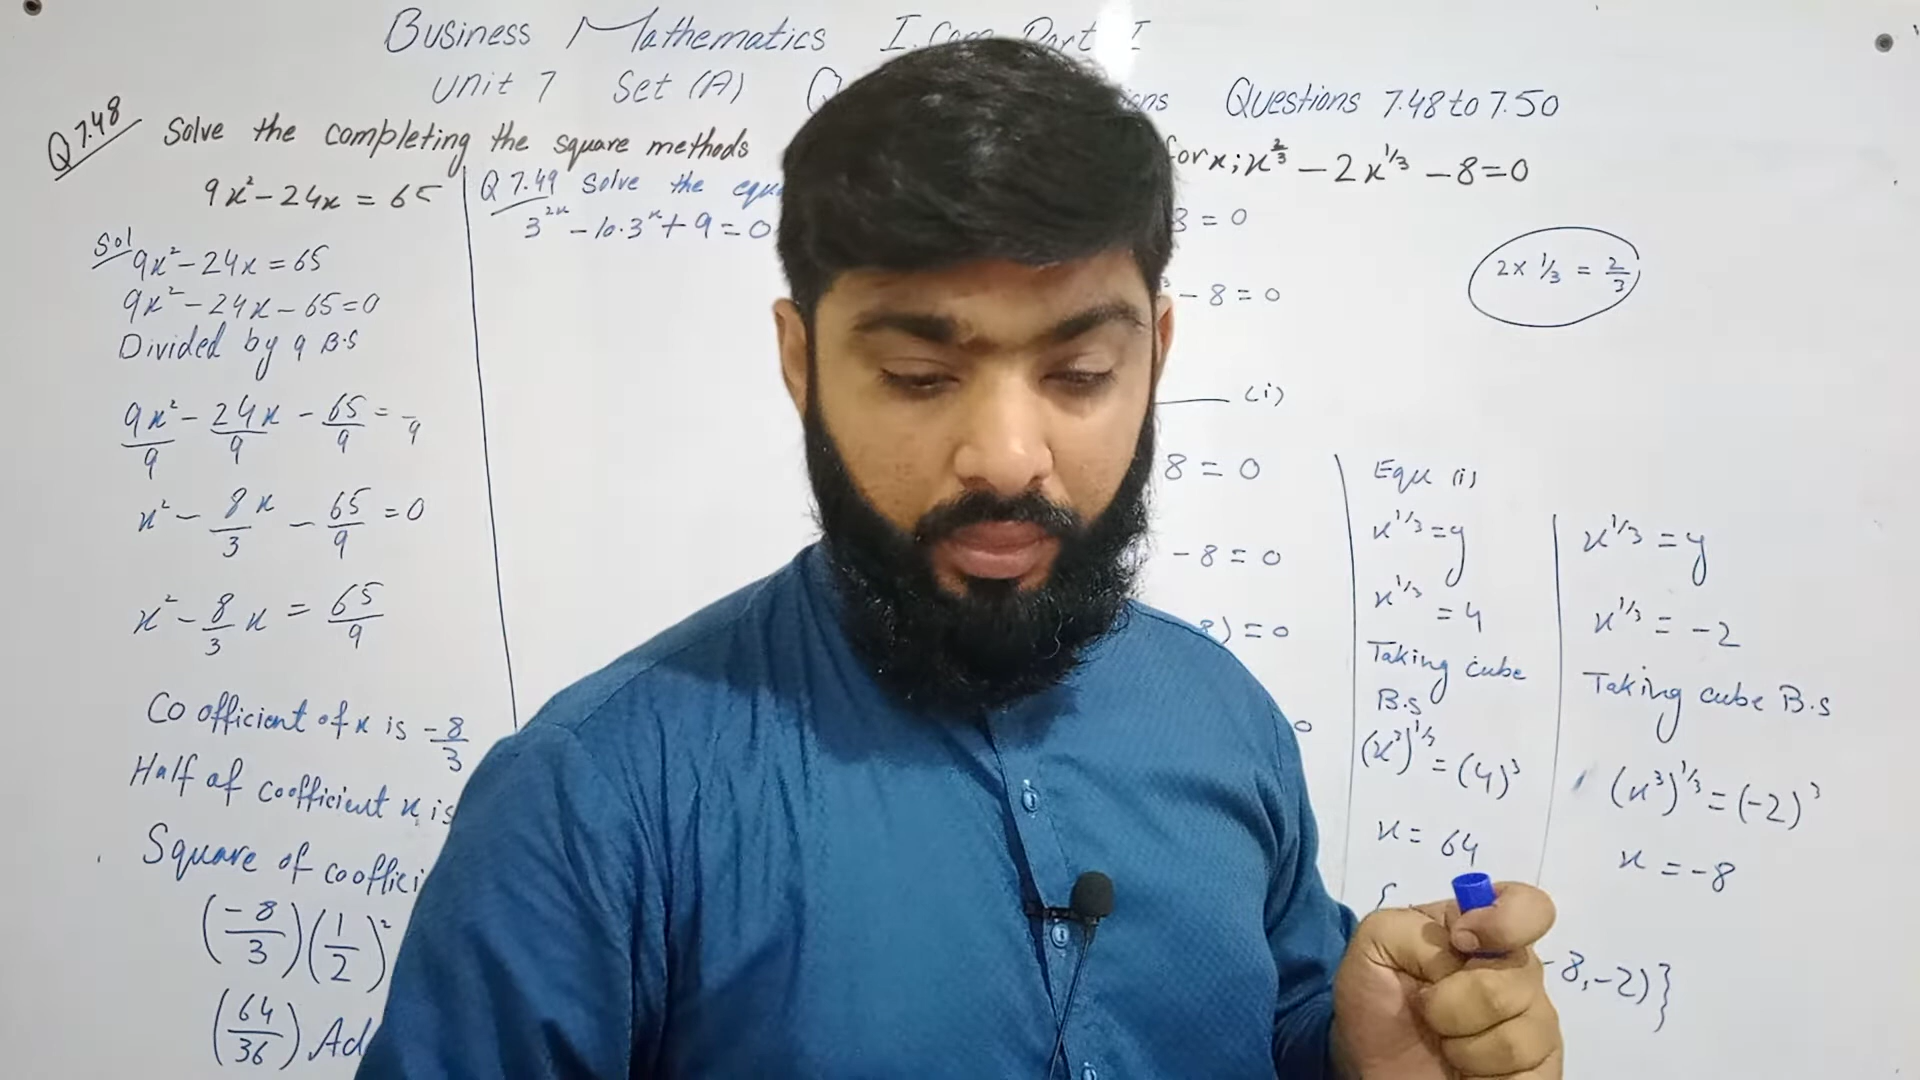 Business Mathematics I.Com Part I
Unit 7 Set (A) Questions 7.48 to 7.50
Q 7.48 Solve the completing the square methods
9x² - 24x = 65
Sol 9x² - 24x = 65
9x² - 24x - 65 = 0
Divided by 9 B.S
9x²/9 - 24x/9 - 65/9 = -/9
x² - 8x/3 - 65/9 = 0
x² - 8/3 x = 65/9
Co officient of x is -8/3
Half of coofficient x is
Square of
(-8/3)(1/2)²
(64/36)
Q 7.49 Solve the
3²ˣ - 10·3ˣ + 9 = 0
for x; x^2/3 - 2x^1/3 - 8 = 0
= 0
- 8 = 0
(i)
8 = 0
- 8 = 0
) = 0
0
2 x 1/3 = 2/3
Equ (i)
x^1/3 = y
x^1/3 = 4
Taking cube
B.S
(x³)^1/3 = (4)³
x = 64
{
x^1/3 = y
x^1/3 = -2
Taking cube B.S
(x³)^1/3 = (-2)³
x = -8
-8,-2)}